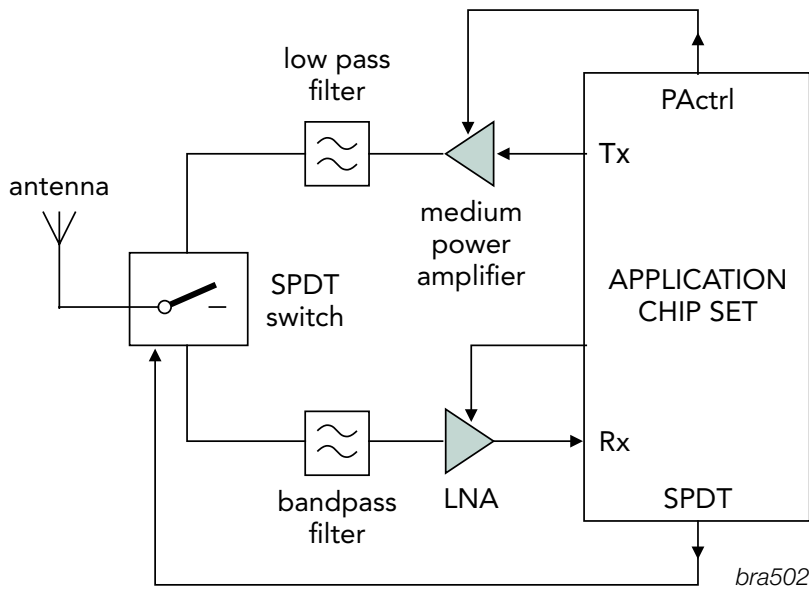 low pass
filter
PActrl
Tx
antenna
medium
power
amplifier
SPDT
switch
APPLICATION
CHIP SET
Rx
bandpass
filter
LNA
SPDT
bra502